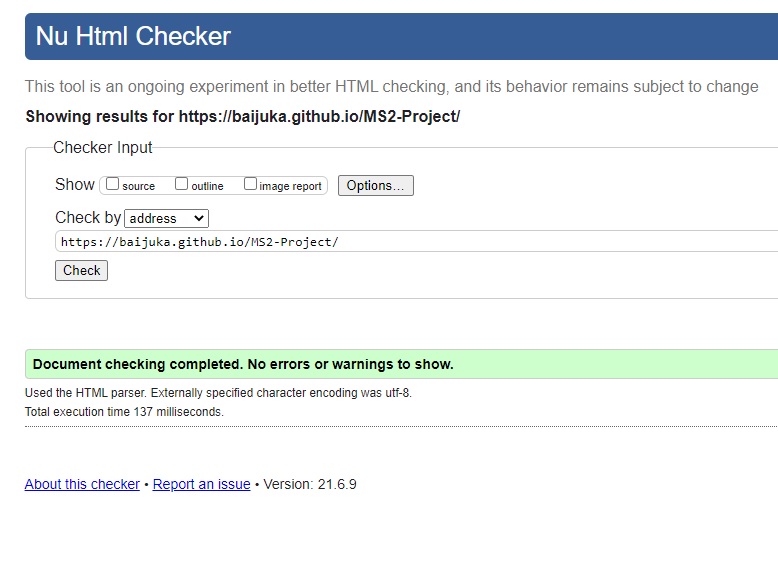 Nu Html Checker
This tool is an ongoing experiment in better HTML checking, and its behavior remains subject to change
Showing results for https://baijuka.github.io/MS2-Project/
Checker Input
Show source outline image report Options...
Check by address
https://baijuka.github.io/MS2-Project/
Check
Document checking completed. No errors or warnings to show.
Used the HTML parser. Externally specified character encoding was utf-8.
Total execution time 137 milliseconds.
About this checker • Report an issue • Version: 21.6.9